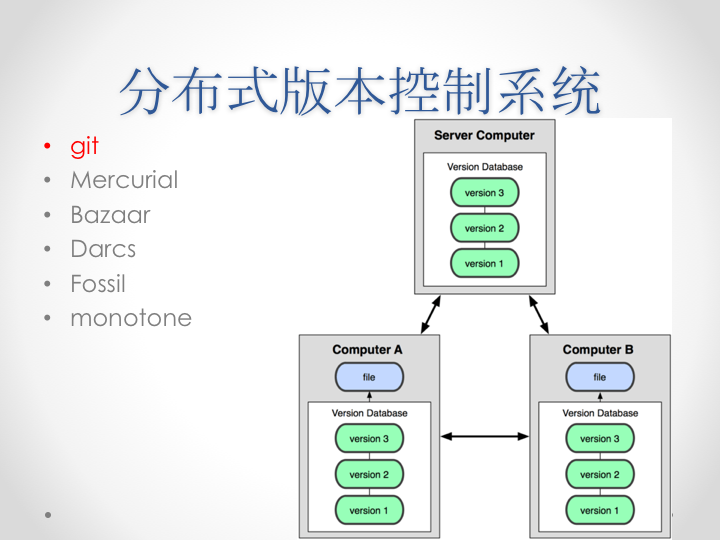 分布式版本控制系统
git
Mercurial
Bazaar
Darcs
Fossil
monotone
Server Computer
Version Database
version 3
version 2
version 1
Computer A
file
Version Database
version 3
version 2
version 1
Computer B
file
Version Database
version 3
version 2
version 1